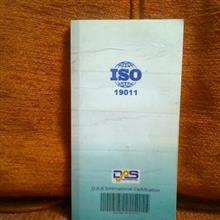 ISO
19011
DAS
D.A.S International Certification